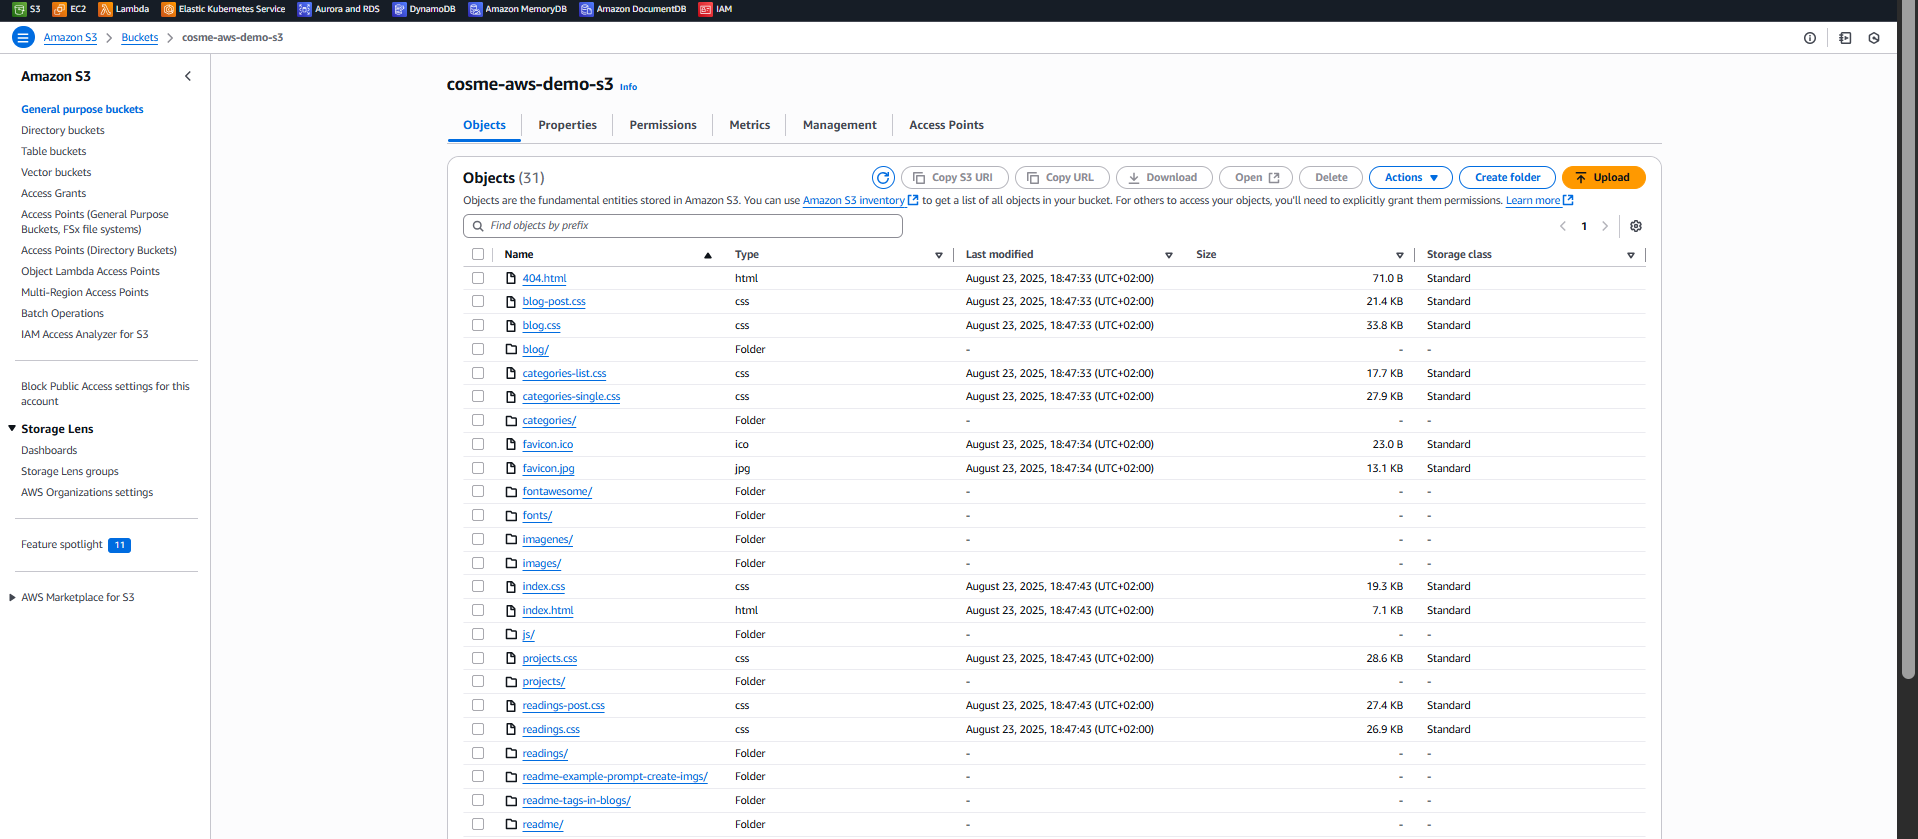 S3 EC2 Lambda Elastic Kubernetes Service Aurora and RDS DynamoDB Amazon MemoryDB Amazon DocumentDB IAM
Amazon S3 Buckets cosme-aws-demo-s3
Amazon S3
General purpose buckets
Directory buckets
Table buckets
Vector buckets
Access Grants
Access Points (General Purpose
Buckets, FSx file systems)
Access Points (Directory Buckets)
Object Lambda Access Points
Multi-Region Access Points
Batch Operations
IAM Access Analyzer for S3
Block Public Access settings for this
account
Storage Lens
Dashboards
Storage Lens groups
AWS Organizations settings
Feature spotlight 11
AWS Marketplace for S3
cosme-aws-demo-s3 Info
Objects Properties Permissions Metrics Management Access Points
Objects (31) Copy S3 URI Copy URL Download Open Delete Actions Create folder Upload
Objects are the fundamental entities stored in Amazon S3. You can use Amazon S3 inventory to get a list of all objects in your bucket. For others to access your objects, you'll need to explicitly grant them permissions. Learn more
Find objects by prefix 1
Name Type Last modified Size Storage class
404.html html August 23, 2025, 18:47:33 (UTC+02:00) 71.0 B Standard
blog-post.css css August 23, 2025, 18:47:33 (UTC+02:00) 21.4 KB Standard
blog.css css August 23, 2025, 18:47:33 (UTC+02:00) 33.8 KB Standard
blog/ Folder - - -
categories-list.css css August 23, 2025, 18:47:33 (UTC+02:00) 17.7 KB Standard
categories-single.css css August 23, 2025, 18:47:33 (UTC+02:00) 27.9 KB Standard
categories/ Folder - - -
favicon.ico ico August 23, 2025, 18:47:34 (UTC+02:00) 23.0 B Standard
favicon.jpg jpg August 23, 2025, 18:47:34 (UTC+02:00) 13.1 KB Standard
fontawesome/ Folder - - -
fonts/ Folder - - -
imagenes/ Folder - - -
images/ Folder - - -
index.css css August 23, 2025, 18:47:43 (UTC+02:00) 19.3 KB Standard
index.html html August 23, 2025, 18:47:43 (UTC+02:00) 7.1 KB Standard
js/ Folder - - -
projects.css css August 23, 2025, 18:47:43 (UTC+02:00) 28.6 KB Standard
projects/ Folder - - -
readings-post.css css August 23, 2025, 18:47:43 (UTC+02:00) 27.4 KB Standard
readings.css css August 23, 2025, 18:47:43 (UTC+02:00) 26.9 KB Standard
readings/ Folder - - -
readme-example-prompt-create-imgs/ Folder - - -
readme-tags-in-blogs/ Folder - - -
readme/ Folder - - -